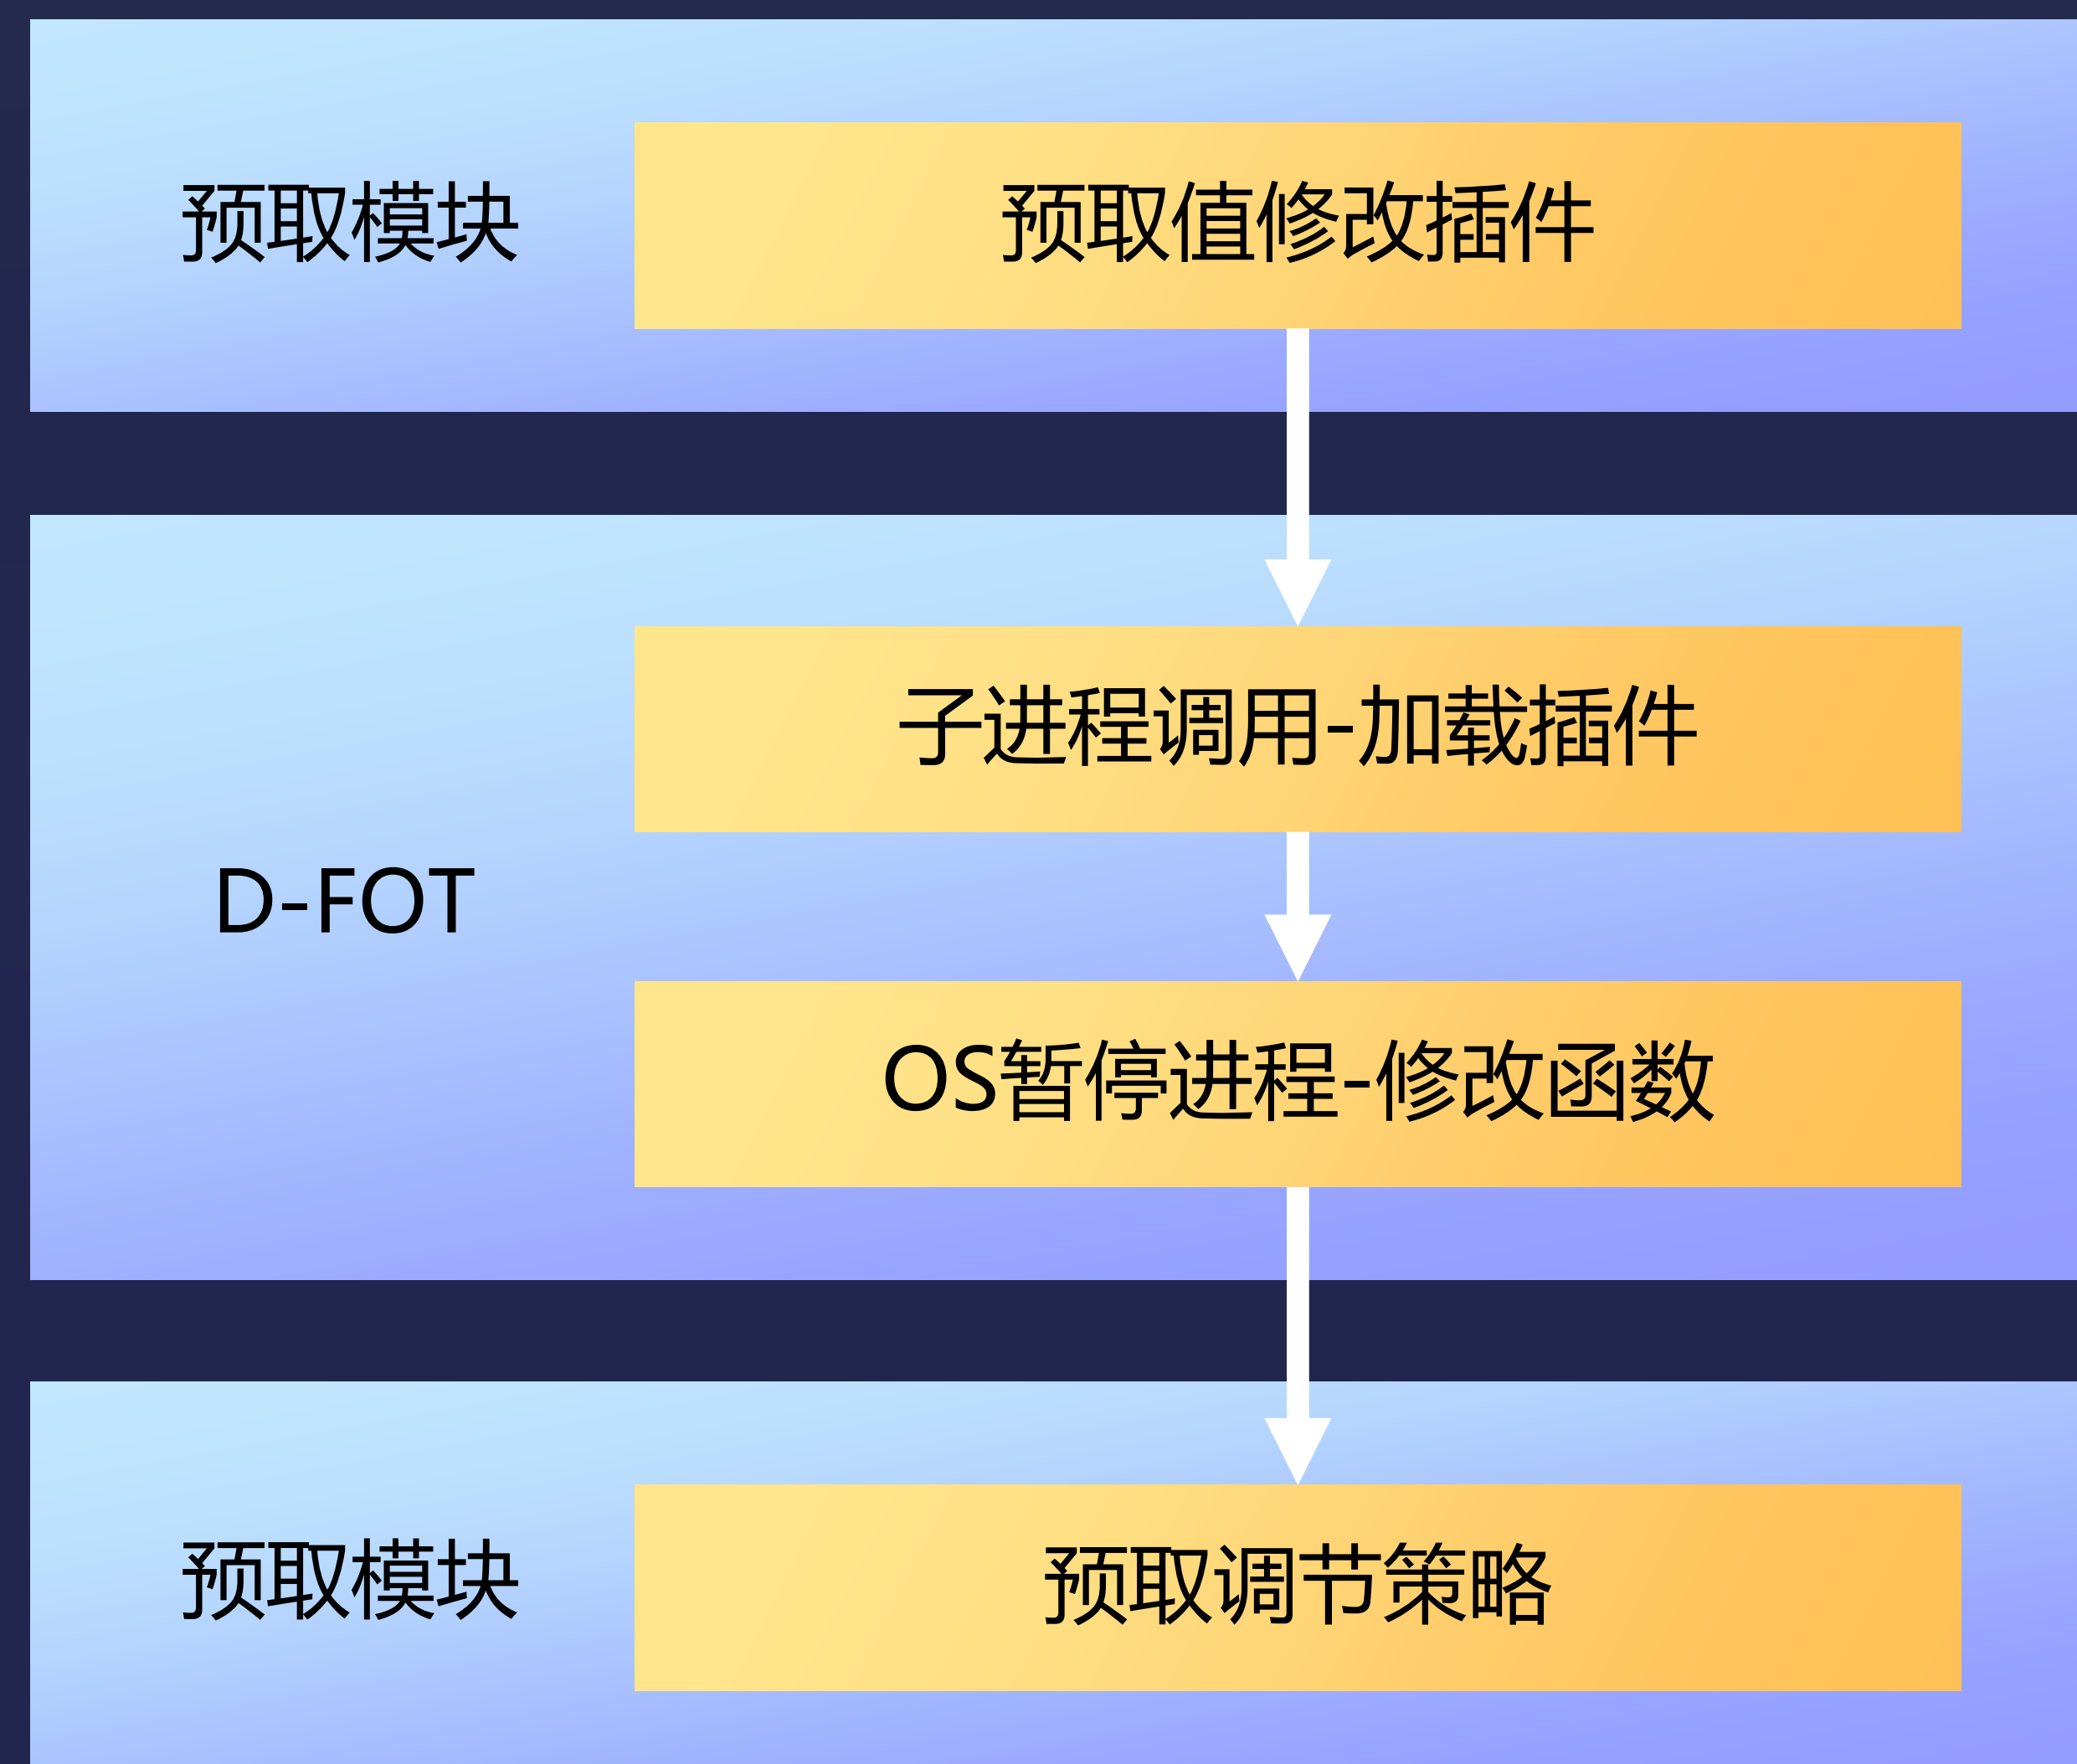 预取模块
预取值修改插件
子进程调用-加载插件
D-FOT
OS暂停进程-修改函数
预取模块
预取调节策略